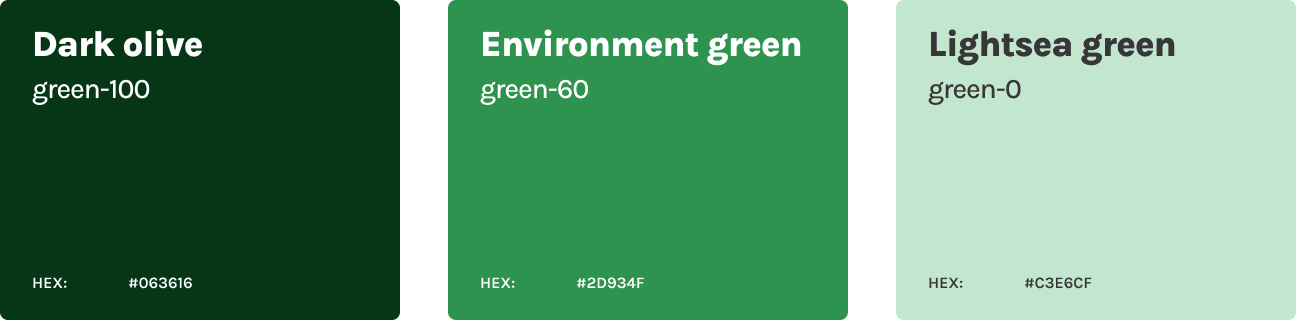 Dark olive
green-100
HEX: #063616
Environment green
green-60
HEX: #2D934F
Lightsea green
green-0
HEX: #C3E6CF